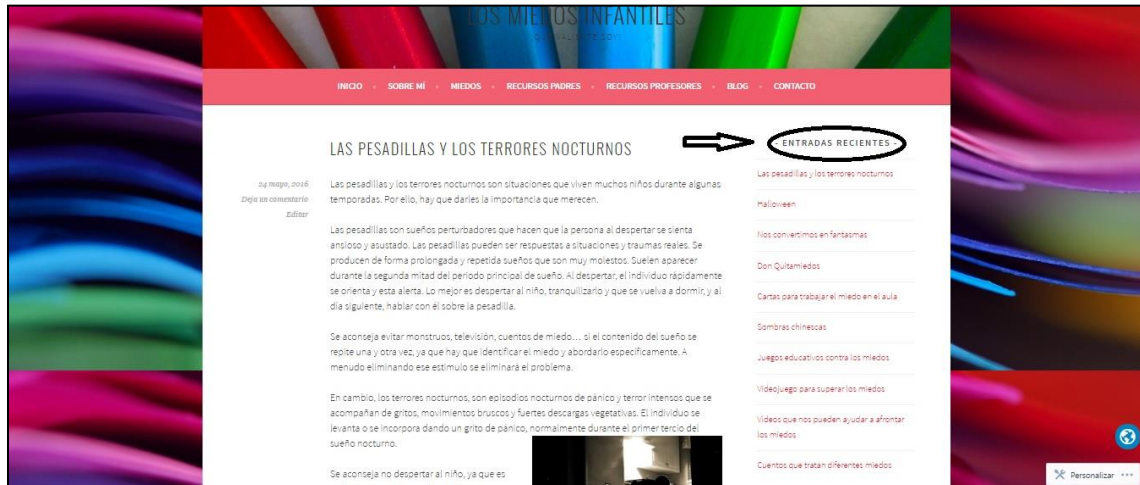 LOS MIEDOS INFANTILES
INICIO
SOBRE MÍ
MIEDOS
RECURSOS PADRES
RECURSOS PROFESORES
BLOG
CONTACTO
LAS PESADILLAS Y LOS TERRORES NOCTURNOS
24 mayo, 2016
Deja un comentario
Editar
Las pesadillas y los terrores nocturnos son situaciones que viven muchos niños durante algunas
temporadas. Por ello, hay que darles la importancia que merecen.
Las pesadillas son sueños perturbadores que hacen que la persona al despertar se sienta
ansioso y asustado. Las pesadillas pueden ser respuestas a situaciones y traumas reales. Se
producen de forma prolongada y repetida sueños que son muy molestos. Suelen aparecer
durante la segunda mitad del periodo principal de sueño. Al despertar, el individuo rápidamente
se orienta y esta alerta. Lo mejor es despertar al niño, tranquilizarlo y que se vuelva a dormir, y al
día siguiente, hablar con él sobre la pesadilla.
Se aconseja evitar monstruos, televisión, cuentos de miedo... si el contenido del sueño se
repite una y otra vez, ya que hay que identificar el miedo y abordarlo específicamente. A
menudo eliminando ese estimulo se eliminará el problema.
En cambio, los terrores nocturnos, son episodios nocturnos de pánico y terror intensos que se
acompañan de gritos, movimientos bruscos y fuertes descargas vegetativas. El individuo se
levanta o se incorpora dando un grito de pánico, normalmente durante el primer tercio del
sueño nocturno.
Se aconseja no despertar al niño, ya que es
- ENTRADAS RECIENTES -
Las pesadillas y los terrores nocturnos
Halloween
Nos convertimos en fantasmas
Don Quitamiedos
Cartas para trabajar el miedo en el aula
Sombras chinescas
Juegos educativos contra los miedos
Videojuego para superar los miedos
Videos que nos pueden ayudar a afrontar
los miedos
Cuentos que tratan diferentes miedos
Personalizar